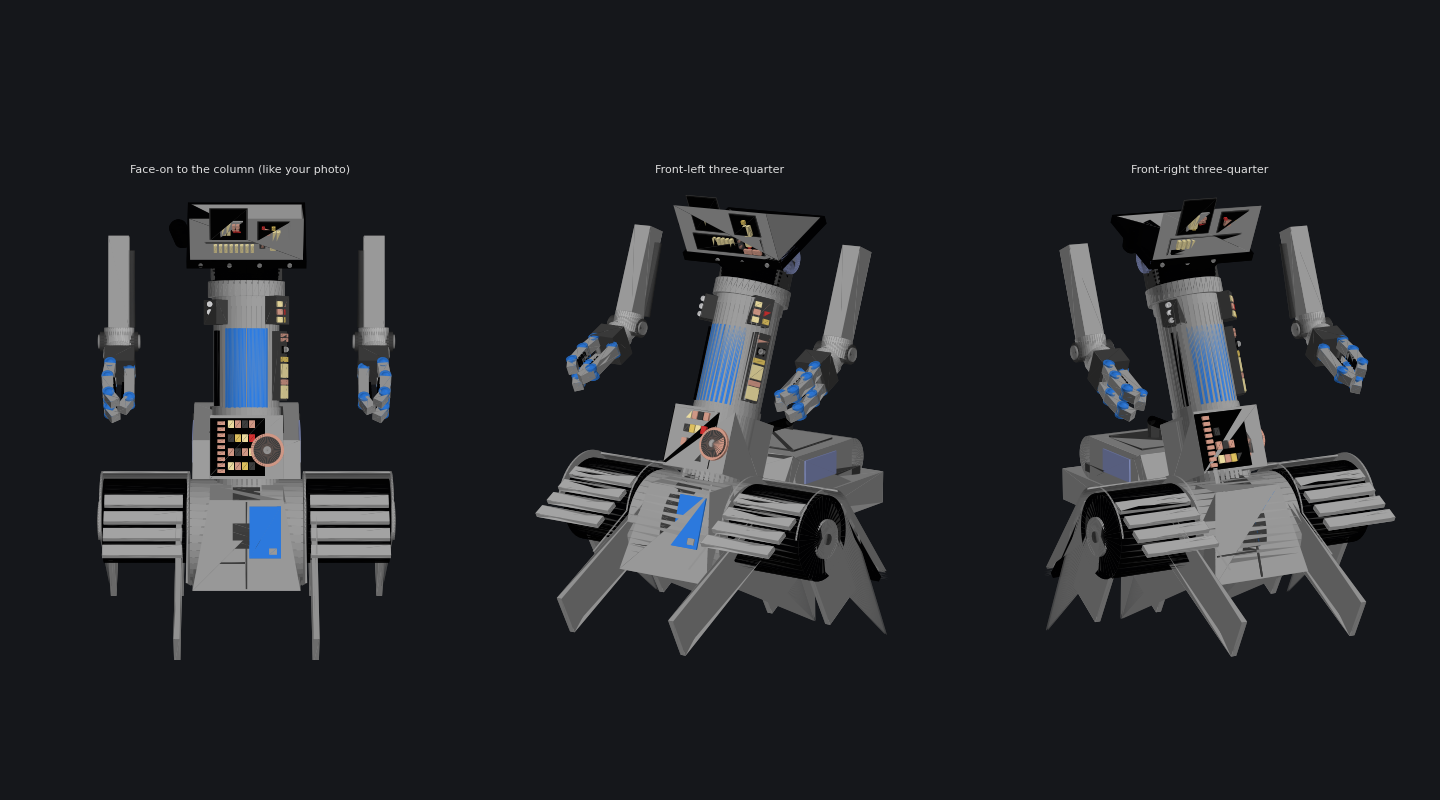 Face-on to the column (like your photo)
Front-left three-quarter
Front-right three-quarter